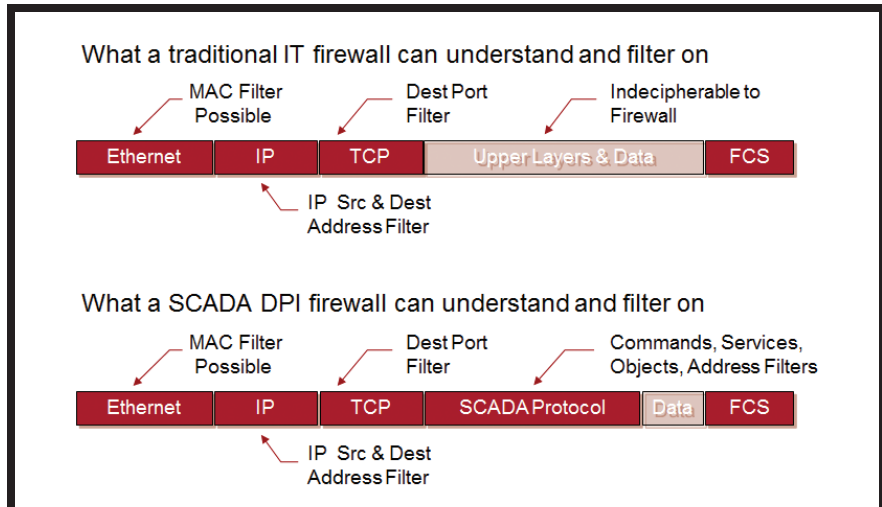 What a traditional IT firewall can understand and filter on
MAC Filter
Possible
Dest Port
Filter
Indecipherable to
Firewall
Ethernet
IP
TCP
Upper Layers & Data
FCS
IP Src & Dest
Address Filter
What a SCADA DPI firewall can understand and filter on
MAC Filter
Possible
Dest Port
Filter
Commands, Services,
Objects, Address Filters
Ethernet
IP
TCP
SCADA Protocol
Data
FCS
IP Src & Dest
Address Filter